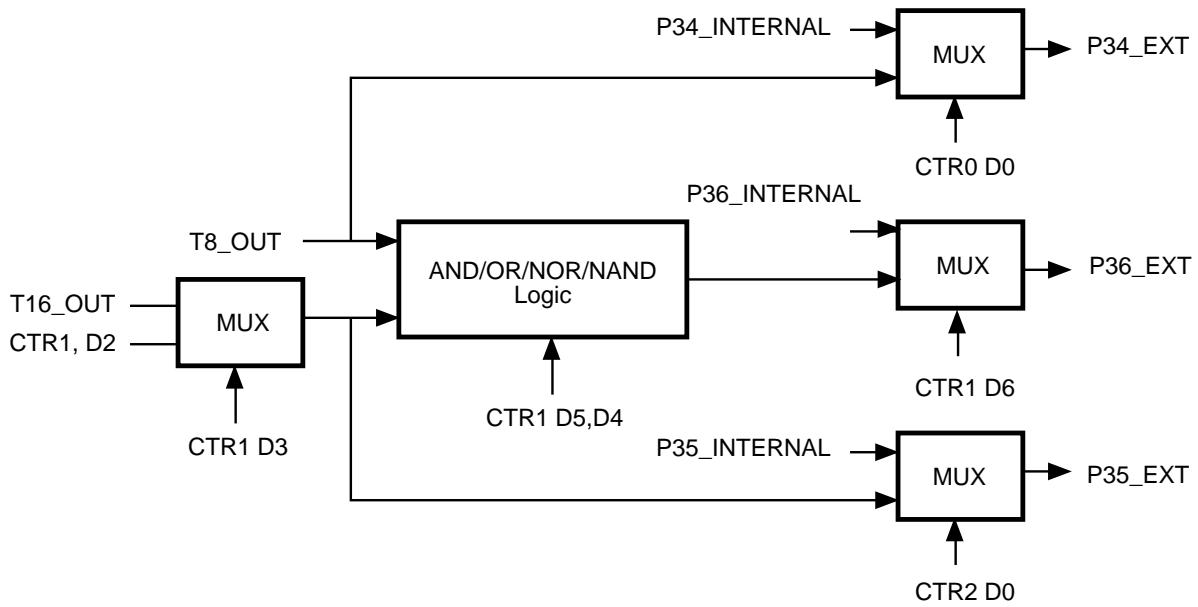 P34_INTERNAL
MUX
P34_EXT
CTR0 D0
P36_INTERNAL
T8_OUT
AND/OR/NOR/NAND
Logic
MUX
P36_EXT
T16_OUT
MUX
CTR1, D2
CTR1 D6
CTR1 D5,D4
CTR1 D3
P35_INTERNAL
MUX
P35_EXT
CTR2 D0